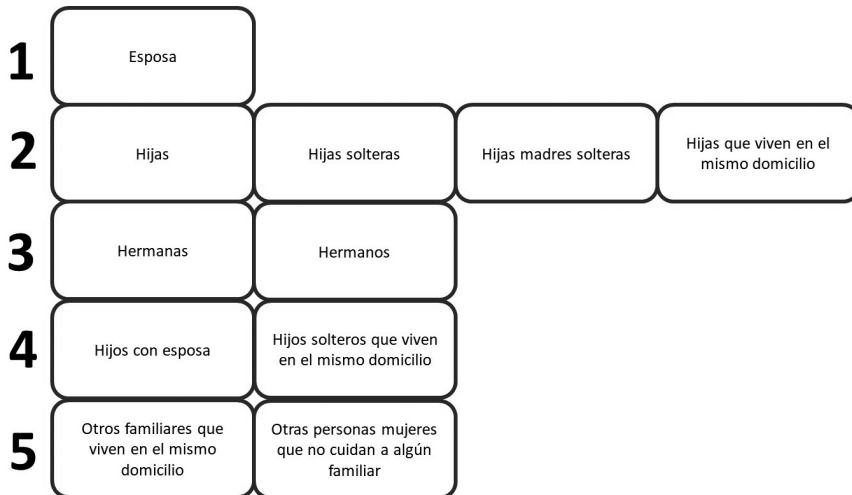 1
Esposa
2
Hijas
Hijas solteras
Hijas madres solteras
Hijas que viven en el
mismo domicilio
3
Hermanas
Hermanos
4
Hijos con esposa
Hijos solteros que viven
en el mismo domicilio
5
Otros familiares que
viven en el mismo
domicilio
Otras personas mujeres
que no cuidan a algún
familiar